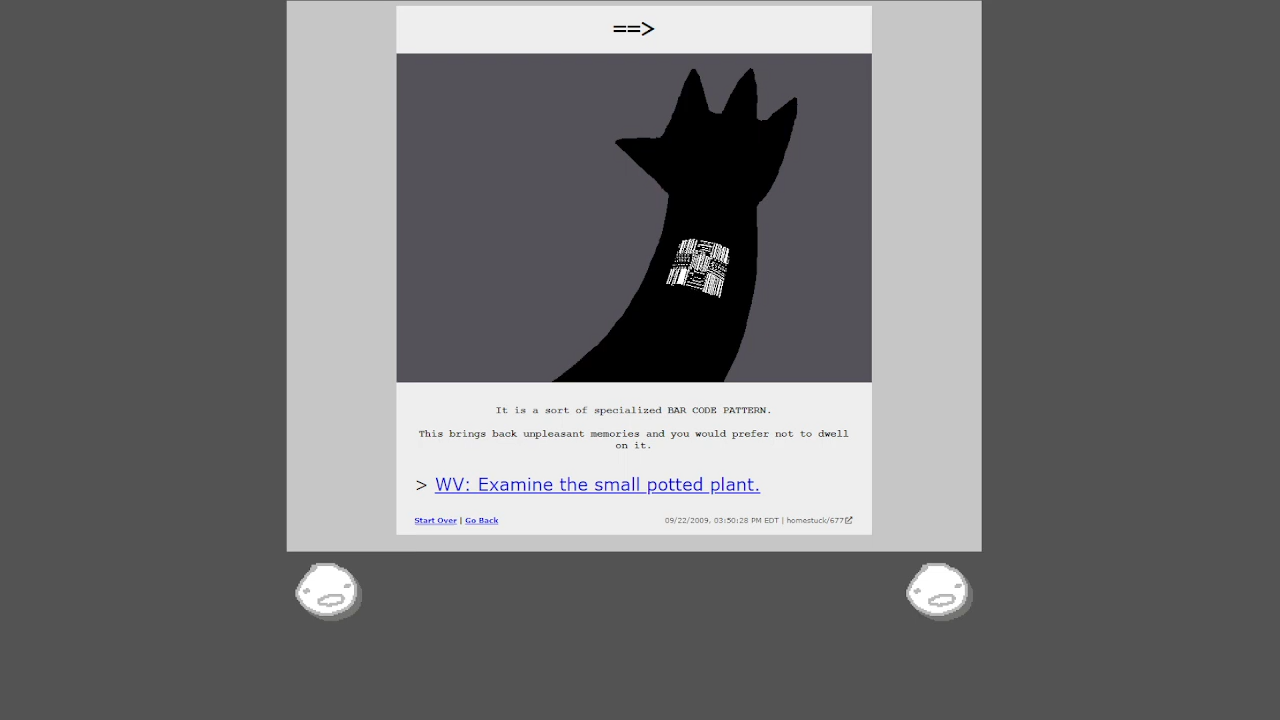 ==>
It is a sort of specialized BAR CODE PATTERN.
This brings back unpleasant memories and you would prefer not to dwell
on it.
> WV: Examine the small potted plant.
Start Over | Go Back
09/22/2009, 03:50:28 PM EDT | homestuck/677